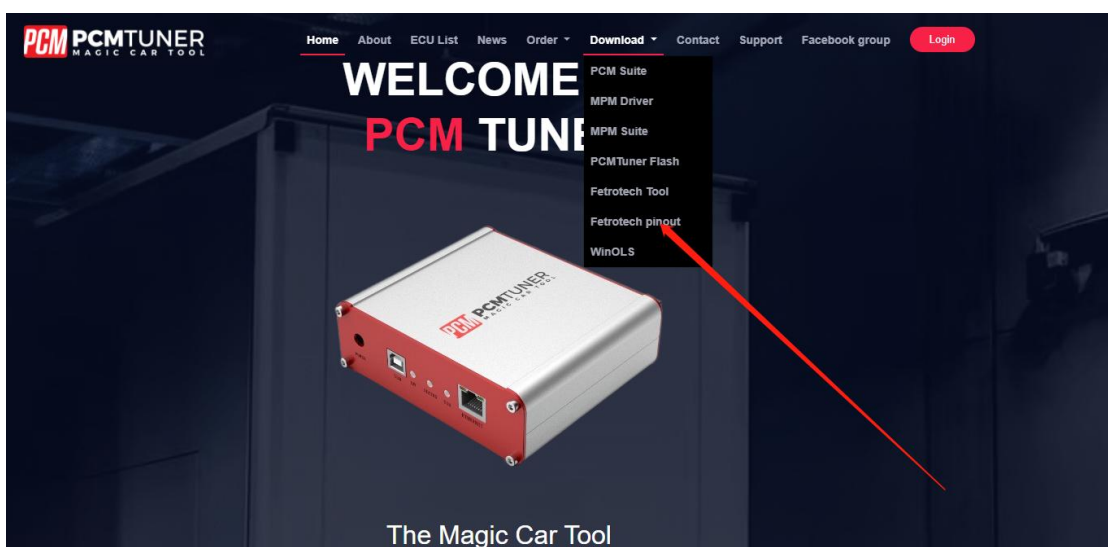 PCM PCMTUNER
MAGIC CAR TOOL
Home About ECU List News Order Download Contact Support Facebook group Login
WELCOME
PCM TUNE
PCM Suite
MPM Driver
MPM Suite
PCMTuner Flash
Fetrotech Tool
Fetrotech pinout
WinOLS
PCM PCMTUNER
MAGIC CAR TOOL
The Magic Car Tool